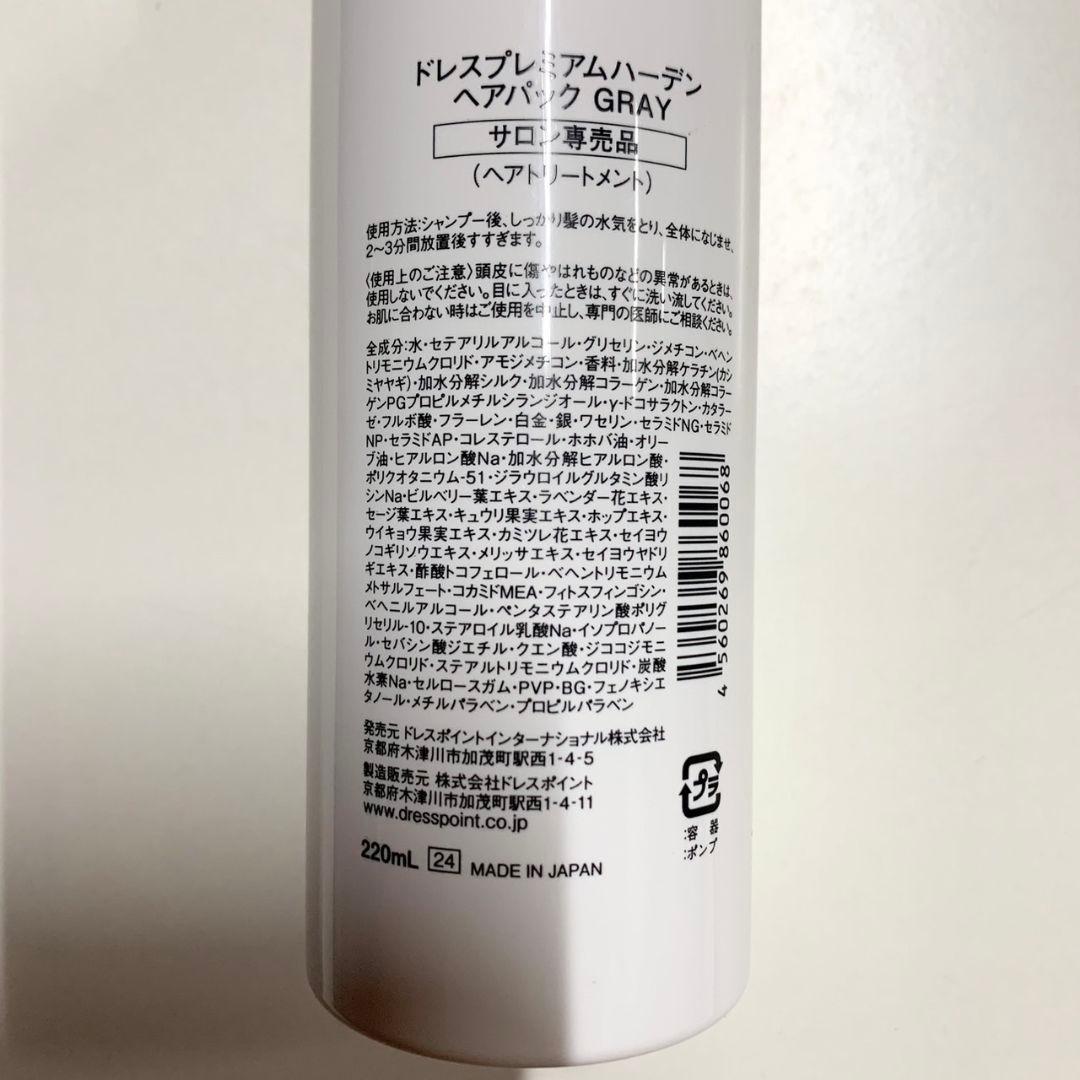 ドレスプレミアムハーデン
ヘアパック GRAY
サロン専売品
(ヘアトリートメント)
使用方法:シャンプー後、しっかり髪の水気をとり、全体になじませ、
2〜3分間放置後すすぎます。
〈使用上のご注意〉頭皮に傷やはれものなどの異常があるときは、
使用しないでください。目に入ったときは、すぐに洗い流してください。
お肌に合わない時はご使用を中止し、専門の医師にご相談ください。
全成分:水・セテアリルアルコール・グリセリン・ジメチコン・ベヘン
トリモニウムクロリド・アモジメチコン・香料・加水分解ケラチン(カシ
ミヤヤギ)・加水分解シルク・加水分解コラーゲン・加水分解コラー
ゲンPGプロピルメチルシランジオール・γ-ドコサラクトン・カタラー
ゼ・フルボ酸・フラーレン・白金・銀・ワセリン・セラミドNG・セラミド
NP・セラミドAP・コレステロール・ホホバ油・オリー
ブ油・ヒアルロン酸Na・加水分解ヒアルロン酸・
ポリクオタニウム-51・ジラウロイルグルタミン酸リ
シンNa・ビルベリー葉エキス・ラベンダー花エキス・
セージ葉エキス・キュウリ果実エキス・ホップエキス・
ウイキョウ果実エキス・カミツレ花エキス・セイヨウ
ノコギリソウエキス・メリッサエキス・セイヨウヤドリ
ギエキス・酢酸トコフェロール・ベヘントリモニウム
メトサルフェート・コカミドMEA・フィトスフィンゴシン・
ベヘニルアルコール・ペンタステアリン酸ポリグ
リセリル-10・ステアロイル乳酸Na・イソプロパノー
ル・セバシン酸ジエチル・クエン酸・ジココジモニ
ウムクロリド・ステアルトリモニウムクロリド・炭酸
水素Na・セルロースガム・PVP・BG・フェノキシエ
タノール・メチルパラベン・プロピルパラベン
4 560269 860068
発売元 ドレスポイントインターナショナル株式会社
京都府木津川市加茂町駅西1-4-5
製造販売元 株式会社ドレスポイント
京都府木津川市加茂町駅西1-4-11
www.dresspoint.co.jp
プラ
:容 器
:ポンプ
220mL 24 MADE IN JAPAN